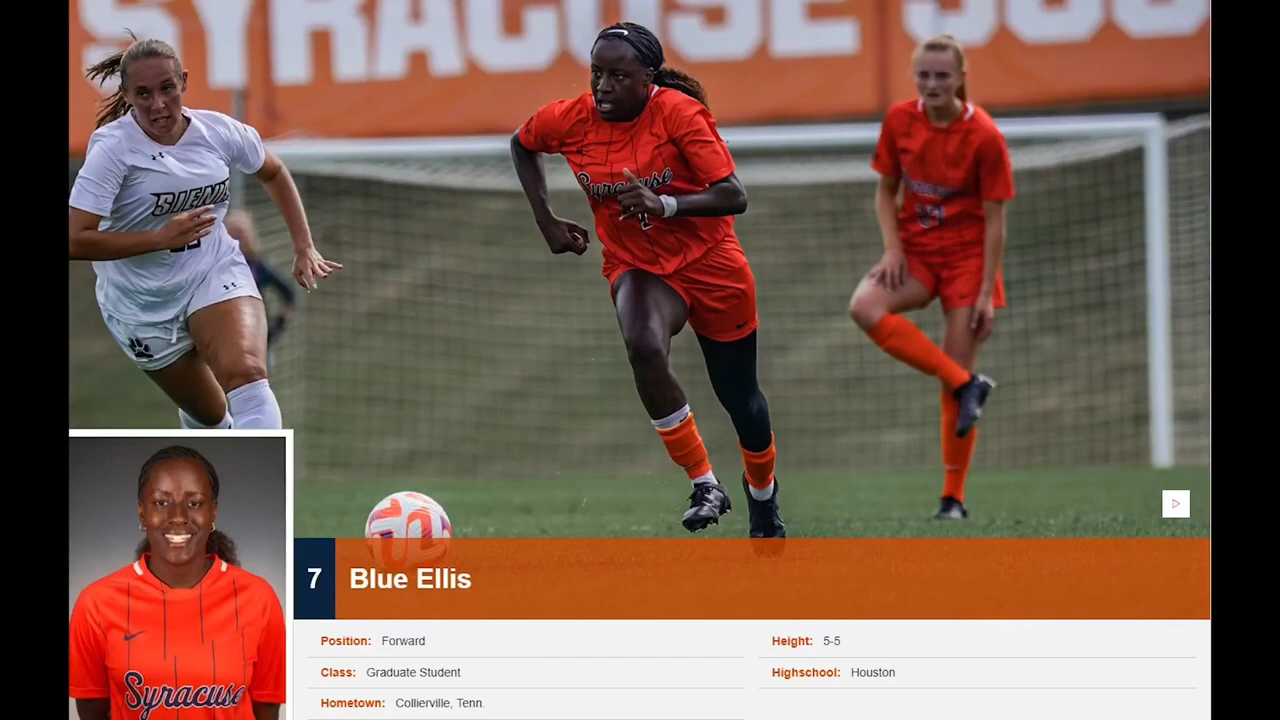 SYRACUSE
SIENA
Syracuse
7
Blue Ellis
Position: Forward
Height: 5-5
Class: Graduate Student
Highschool: Houston
Hometown: Collierville, Tenn.
Syracuse